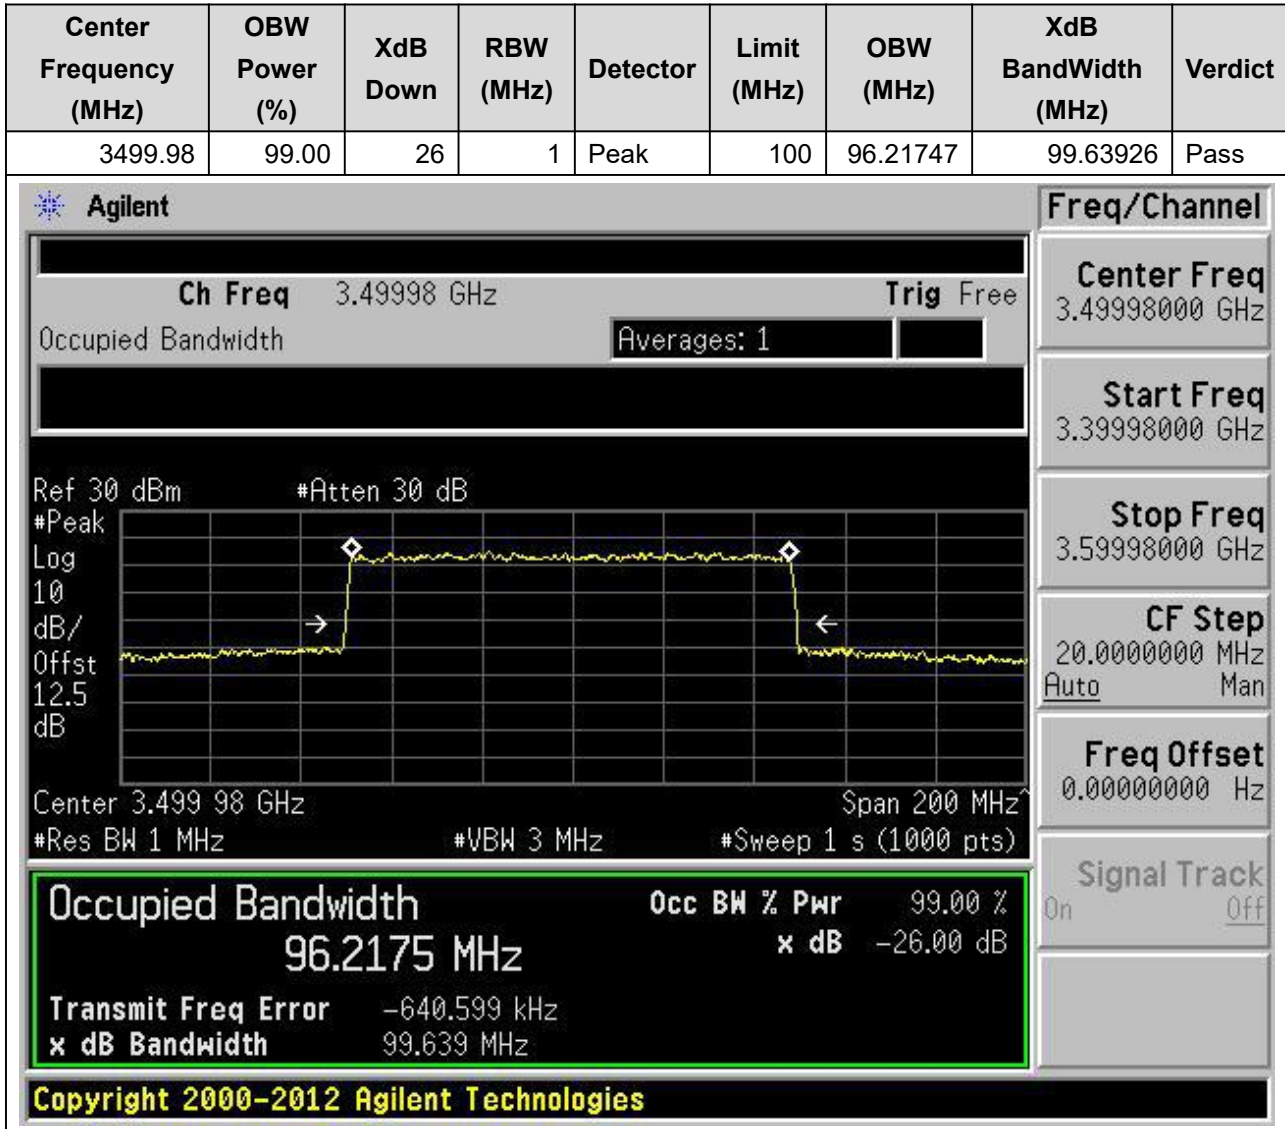 Center Frequency (MHz) OBW Power (%) XdB Down RBW (MHz) Detector Limit (MHz) OBW (MHz) XdB BandWidth (MHz) Verdict
3499.98 99.00 26 1 Peak 100 96.21747 99.63926 Pass
Agilent
Freq/Channel
Ch Freq 3.49998 GHz Trig Free
Occupied Bandwidth Averages: 1
Center Freq
3.49998000 GHz
Start Freq
3.39998000 GHz
Stop Freq
3.59998000 GHz
CF Step
20.0000000 MHz
Auto Man
Freq Offset
0.00000000 Hz
Signal Track
On Off
Ref 30 dBm #Atten 30 dB
#Peak
Log
10
dB/
Offst
12.5
dB
Center 3.499 98 GHz Span 200 MHz^
#Res BW 1 MHz #VBW 3 MHz #Sweep 1 s (1000 pts)
Occupied Bandwidth Occ BW % Pwr 99.00 %
96.2175 MHz x dB -26.00 dB
Transmit Freq Error -640.599 kHz
x dB Bandwidth 99.639 MHz
Copyright 2000-2012 Agilent Technologies